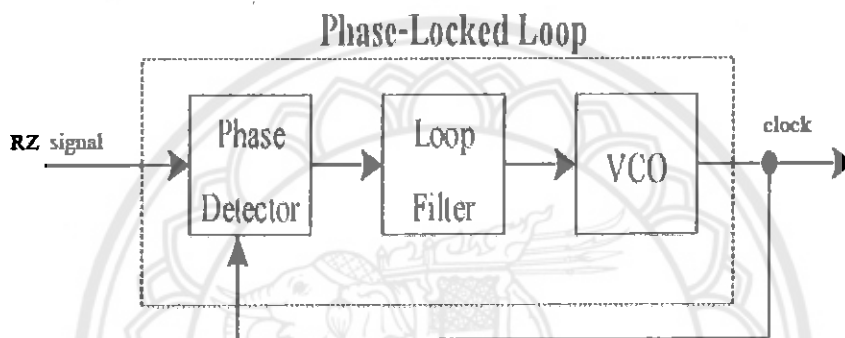 Phase-Locked Loop
RZ signal
Phase
Detector
Loop
Filter
VCO
clock